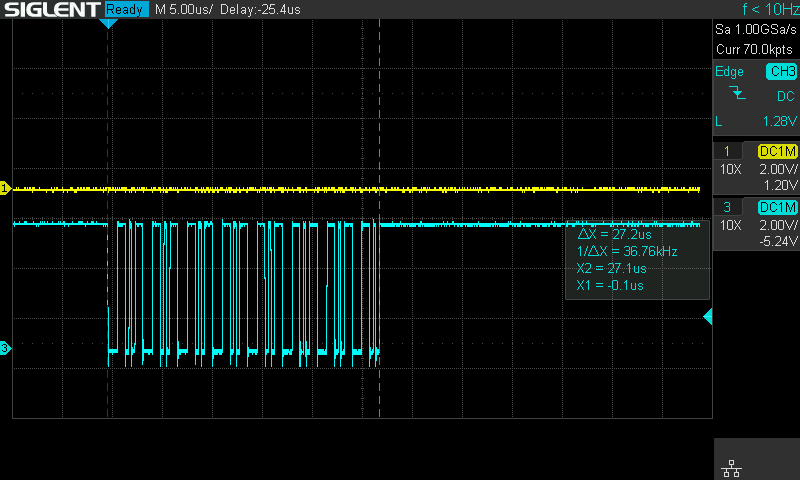 SIGLENT Ready M 5.00us/ Delay:-25.4us f < 10Hz
Sa 1.00GSa/s
Curr 70.0kpts
Edge CH3
DC
L 1.28V
1 DC1M
10X 2.00V/
1.20V
3 DC1M
10X 2.00V/
-5.24V
1
3
ΔX = 27.2us
1/ΔX = 36.76kHz
X2 = 27.1us
X1 = -0.1us